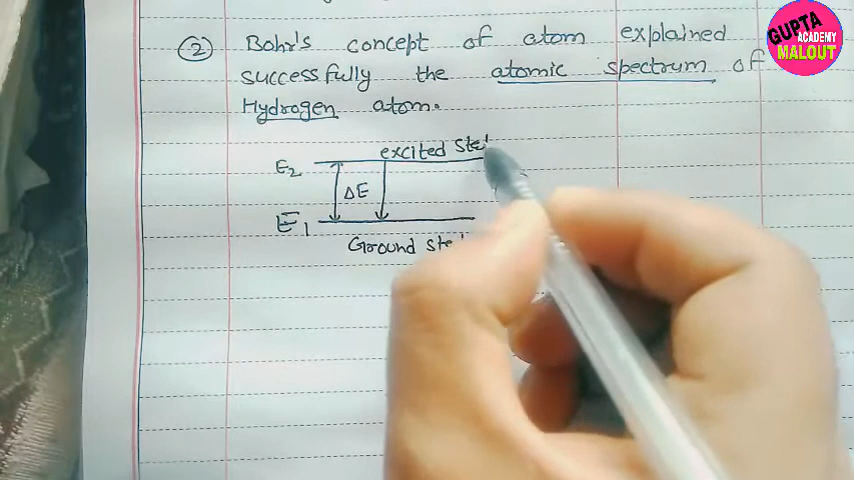 ② Bohr's concept of atom explained
successfully the atomic spectrum of
Hydrogen atom.
excited
E₂
ΔE
E₁
Ground
GUPTA
ACADEMY
MALOUT